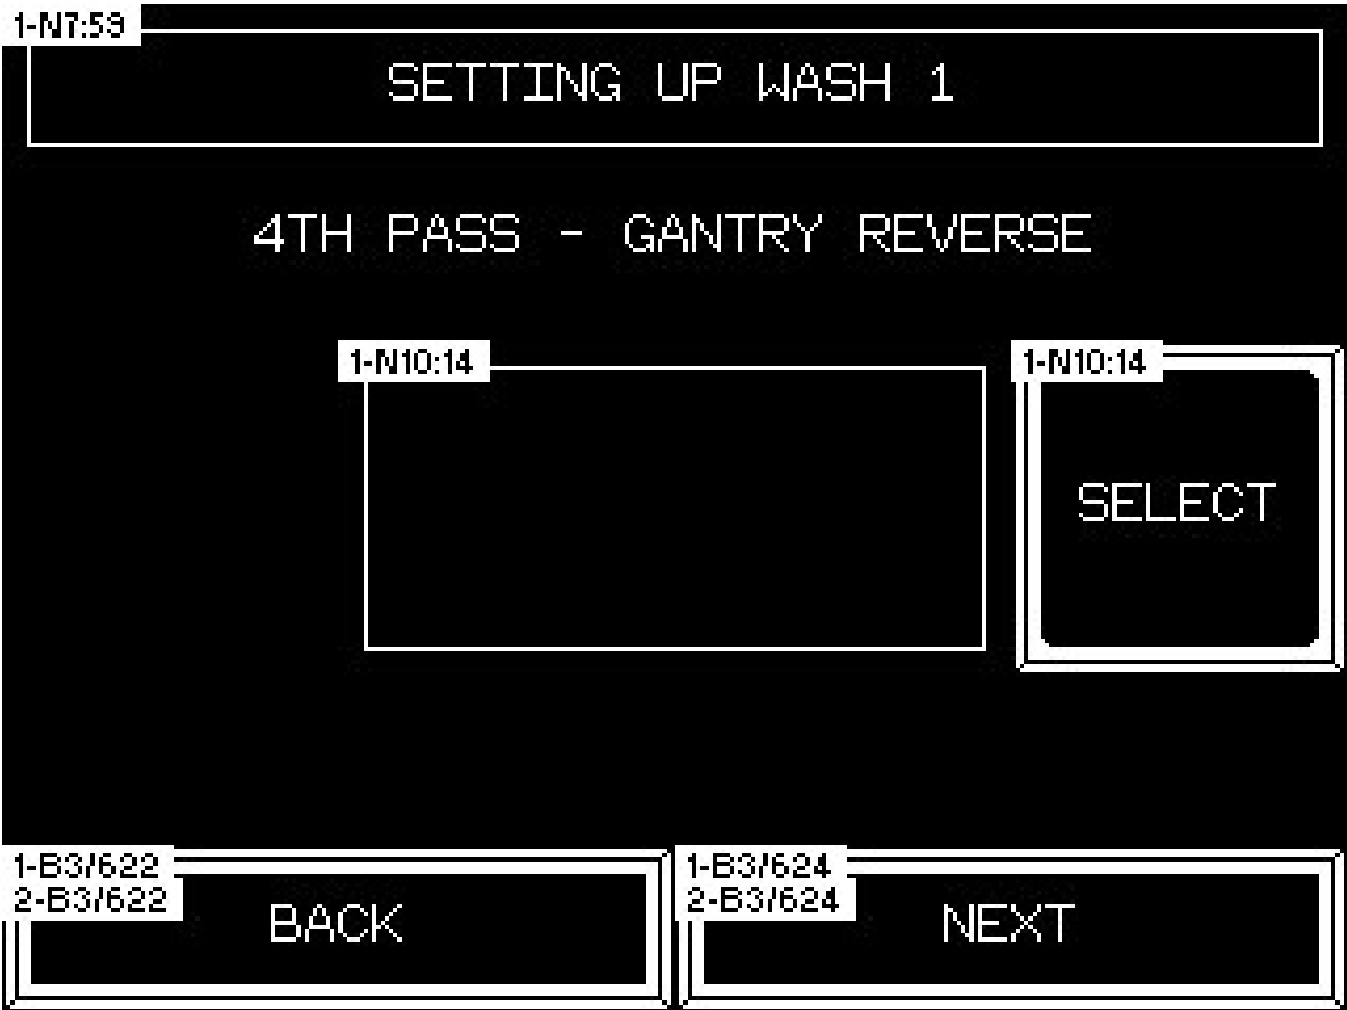 1-N7:59
SETTING UP WASH 1
4TH PASS - GANTRY REVERSE
1-N10:14
1-N10:14
SELECT
1-B3/622
2-B3/622
BACK
1-B3/624
2-B3/624
NEXT